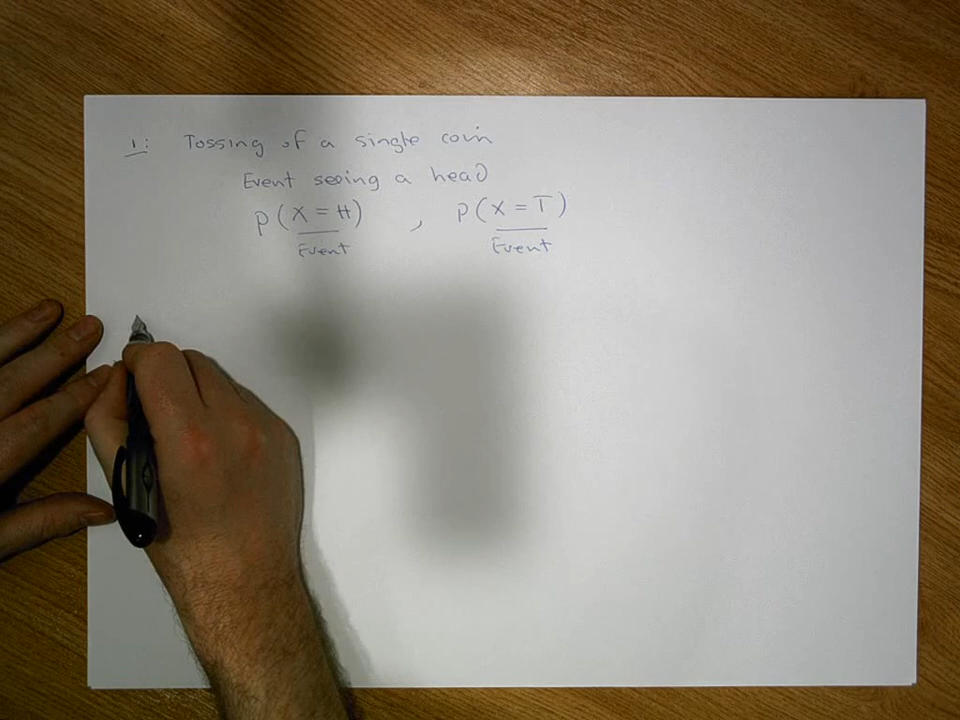 1: Tossing of a single coin
Event seeing a head
P(X=H) , P(X=T)
Event Event